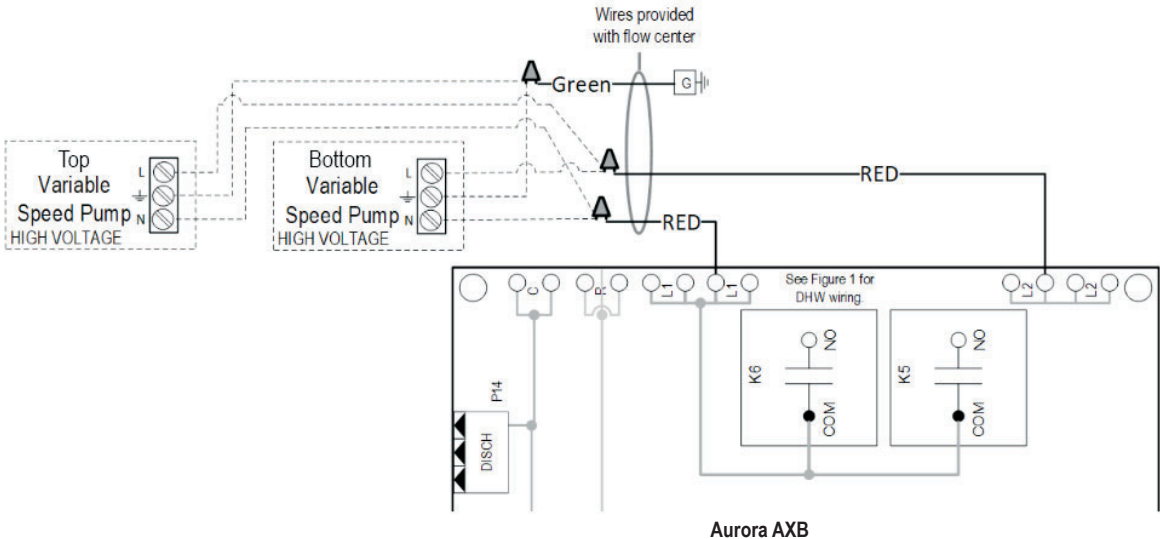 Wires provided
with flow center
Green
G
Top
Variable
Speed Pump
HIGH VOLTAGE
L
N
Bottom
Variable
Speed Pump
HIGH VOLTAGE
L
N
RED
RED
C
R
L1
L1
See Figure 1 for
DHW wiring.
L2
L2
K6
NO
COM
K5
NO
COM
P14
DISCH
Aurora AXB